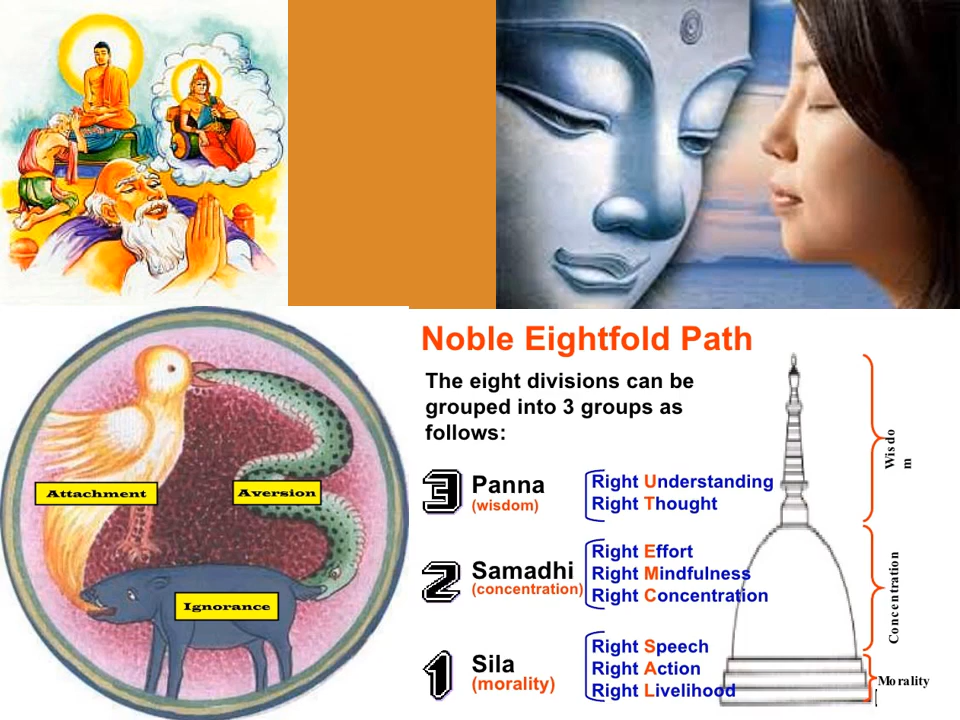 Attachment
Aversion
Ignorance
Noble Eightfold Path
The eight divisions can be
grouped into 3 groups as
follows:
3 Panna
(wisdom)
Right Understanding
Right Thought
2 Samadhi
(concentration)
Right Effort
Right Mindfulness
Right Concentration
1 Sila
(morality)
Right Speech
Right Action
Right Livelihood
Wisdo
m
Concentration
Morality